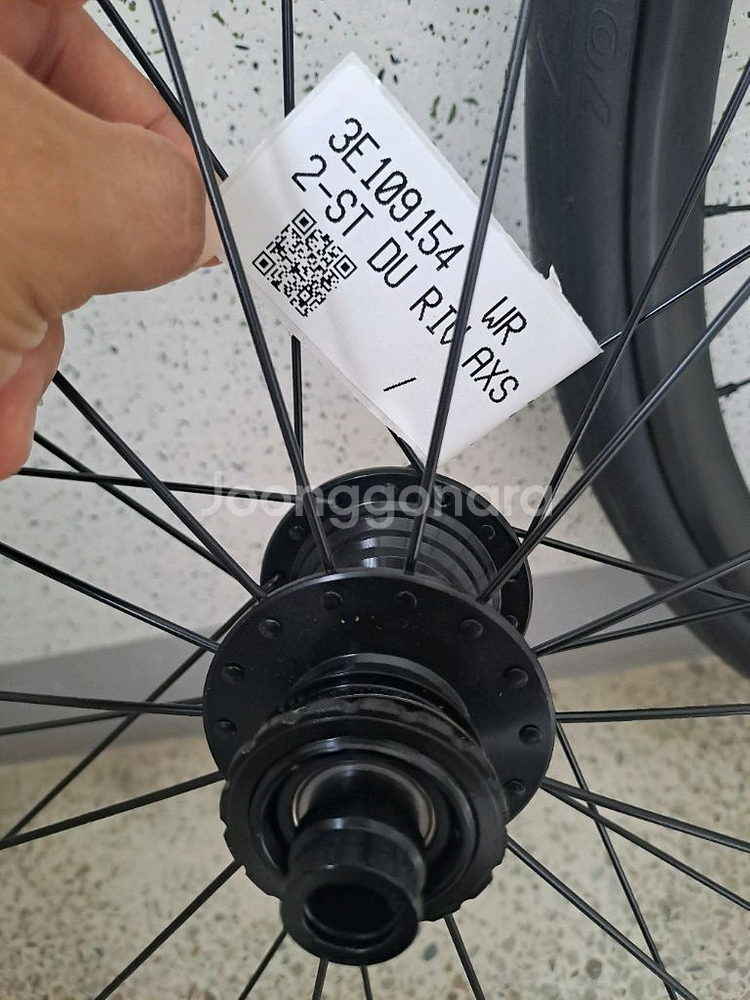 3E109154 WR
2-ST DU RIV AXS
/
Joonggonara